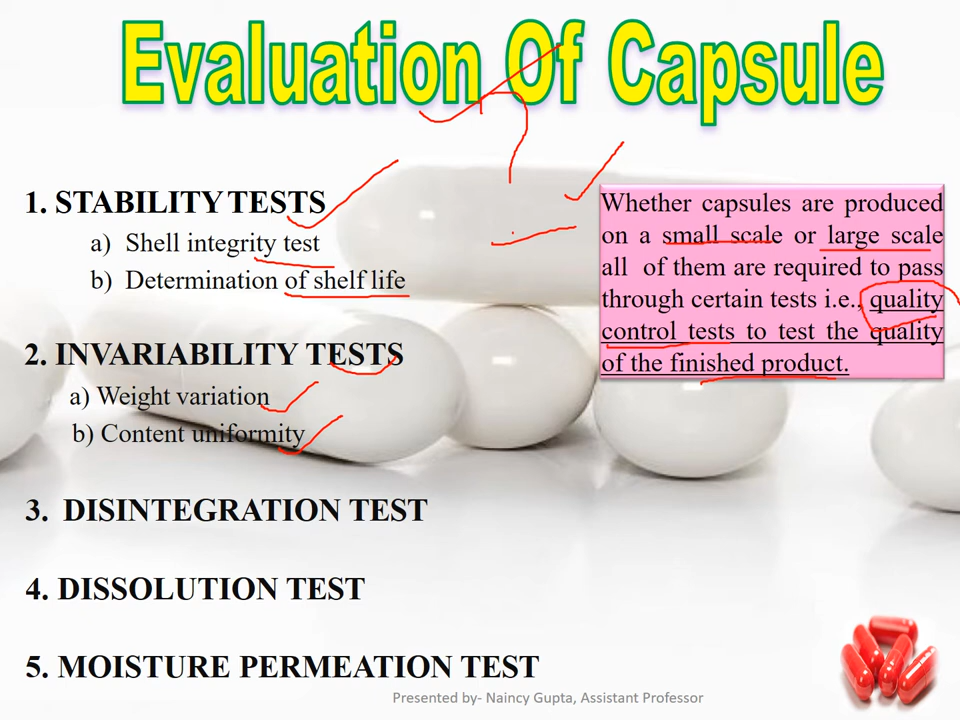 Evaluation Of Capsule
1. STABILITY TESTS
a) Shell integrity test
b) Determination of shelf life
2. INVARIABILITY TESTS
a) Weight variation
b) Content uniformity
3. DISINTEGRATION TEST
4. DISSOLUTION TEST
5. MOISTURE PERMEATION TEST
Whether capsules are produced
on a small scale or large scale
all of them are required to pass
through certain tests i.e., quality
control tests to test the quality
of the finished product.
Presented by- Naincy Gupta, Assistant Professor